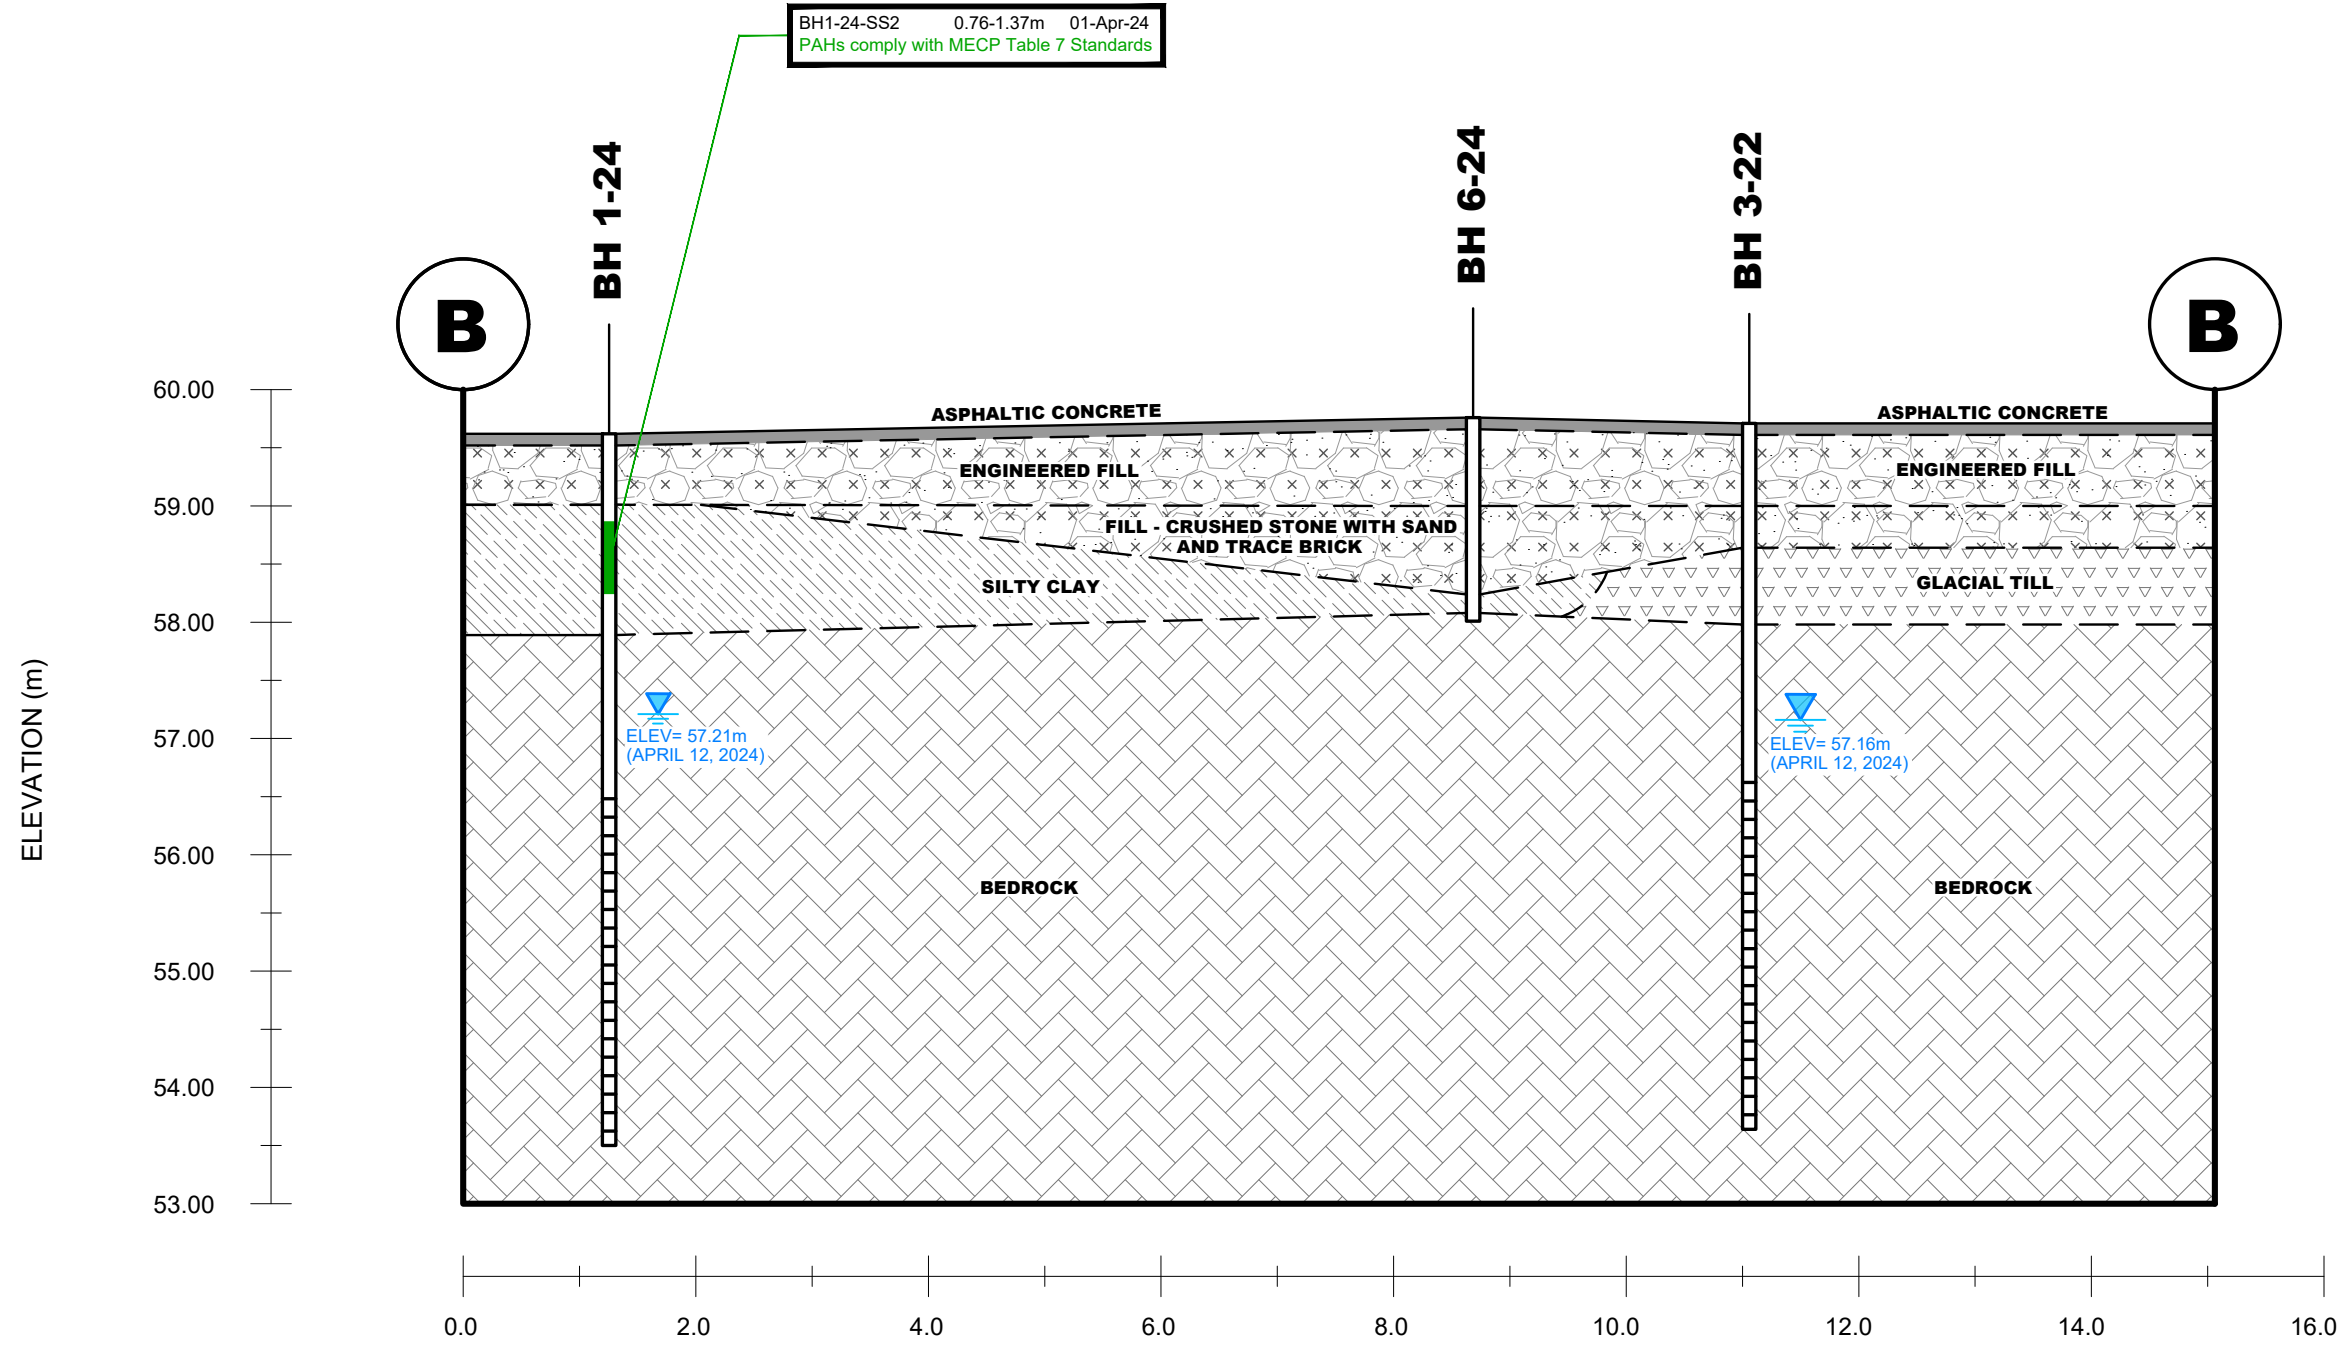 BH1-24-SS2 0.76-1.37m 01-Apr-24
PAHs comply with MECP Table 7 Standards
BH 1-24
BH 6-24
BH 3-22
B
B
60.00
59.00
58.00
57.00
56.00
55.00
54.00
53.00
ELEVATION (m)
ASPHALTIC CONCRETE
ASPHALTIC CONCRETE
ENGINEERED FILL
ENGINEERED FILL
FILL - CRUSHED STONE WITH SAND
AND TRACE BRICK
SILTY CLAY
GLACIAL TILL
ELEV= 57.21m
(APRIL 12, 2024)
ELEV= 57.16m
(APRIL 12, 2024)
BEDROCK
BEDROCK
0.0
2.0
4.0
6.0
8.0
10.0
12.0
14.0
16.0